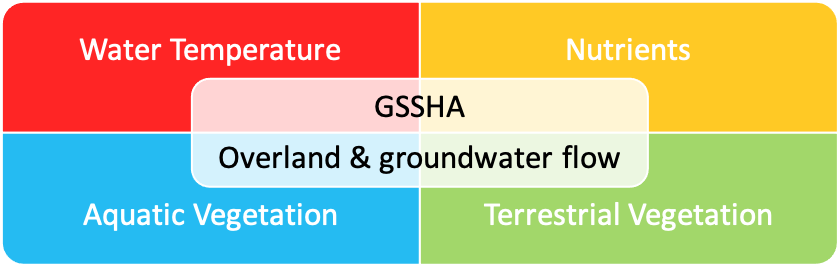 Water Temperature
Nutrients
GSSHA
Overland & groundwater flow
Aquatic Vegetation
Terrestrial Vegetation